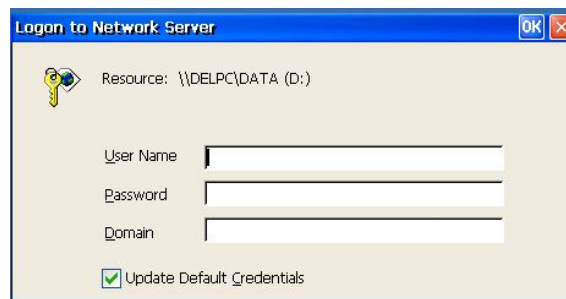 Logon to Network Server OK
Resource: \\DELPC\DATA (D:)
User Name
Password
Domain
Update Default Credentials